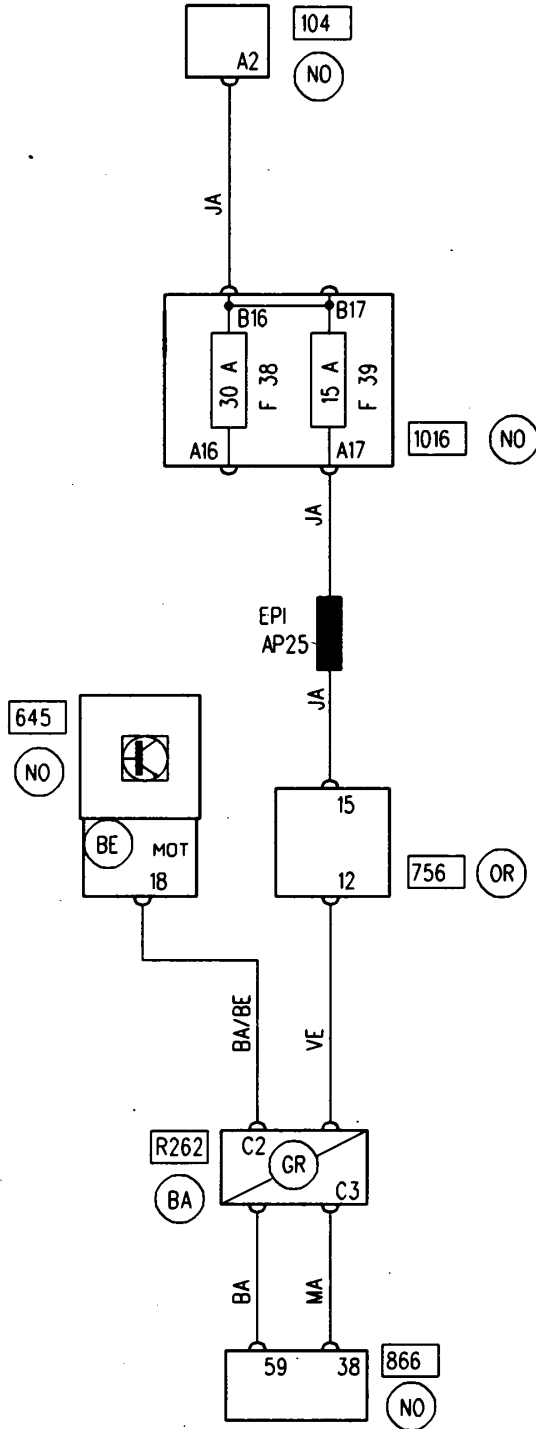 104
A2
NO
JA
B16
B17
30 A
F 38
15 A
F 39
A16
A17
1016
NO
JA
EPI
AP25
JA
645
NO
BE
MOT
18
15
12
756
OR
BA/BE
VE
R262
C2
GR
C3
BA
BA
MA
59
38
866
NO